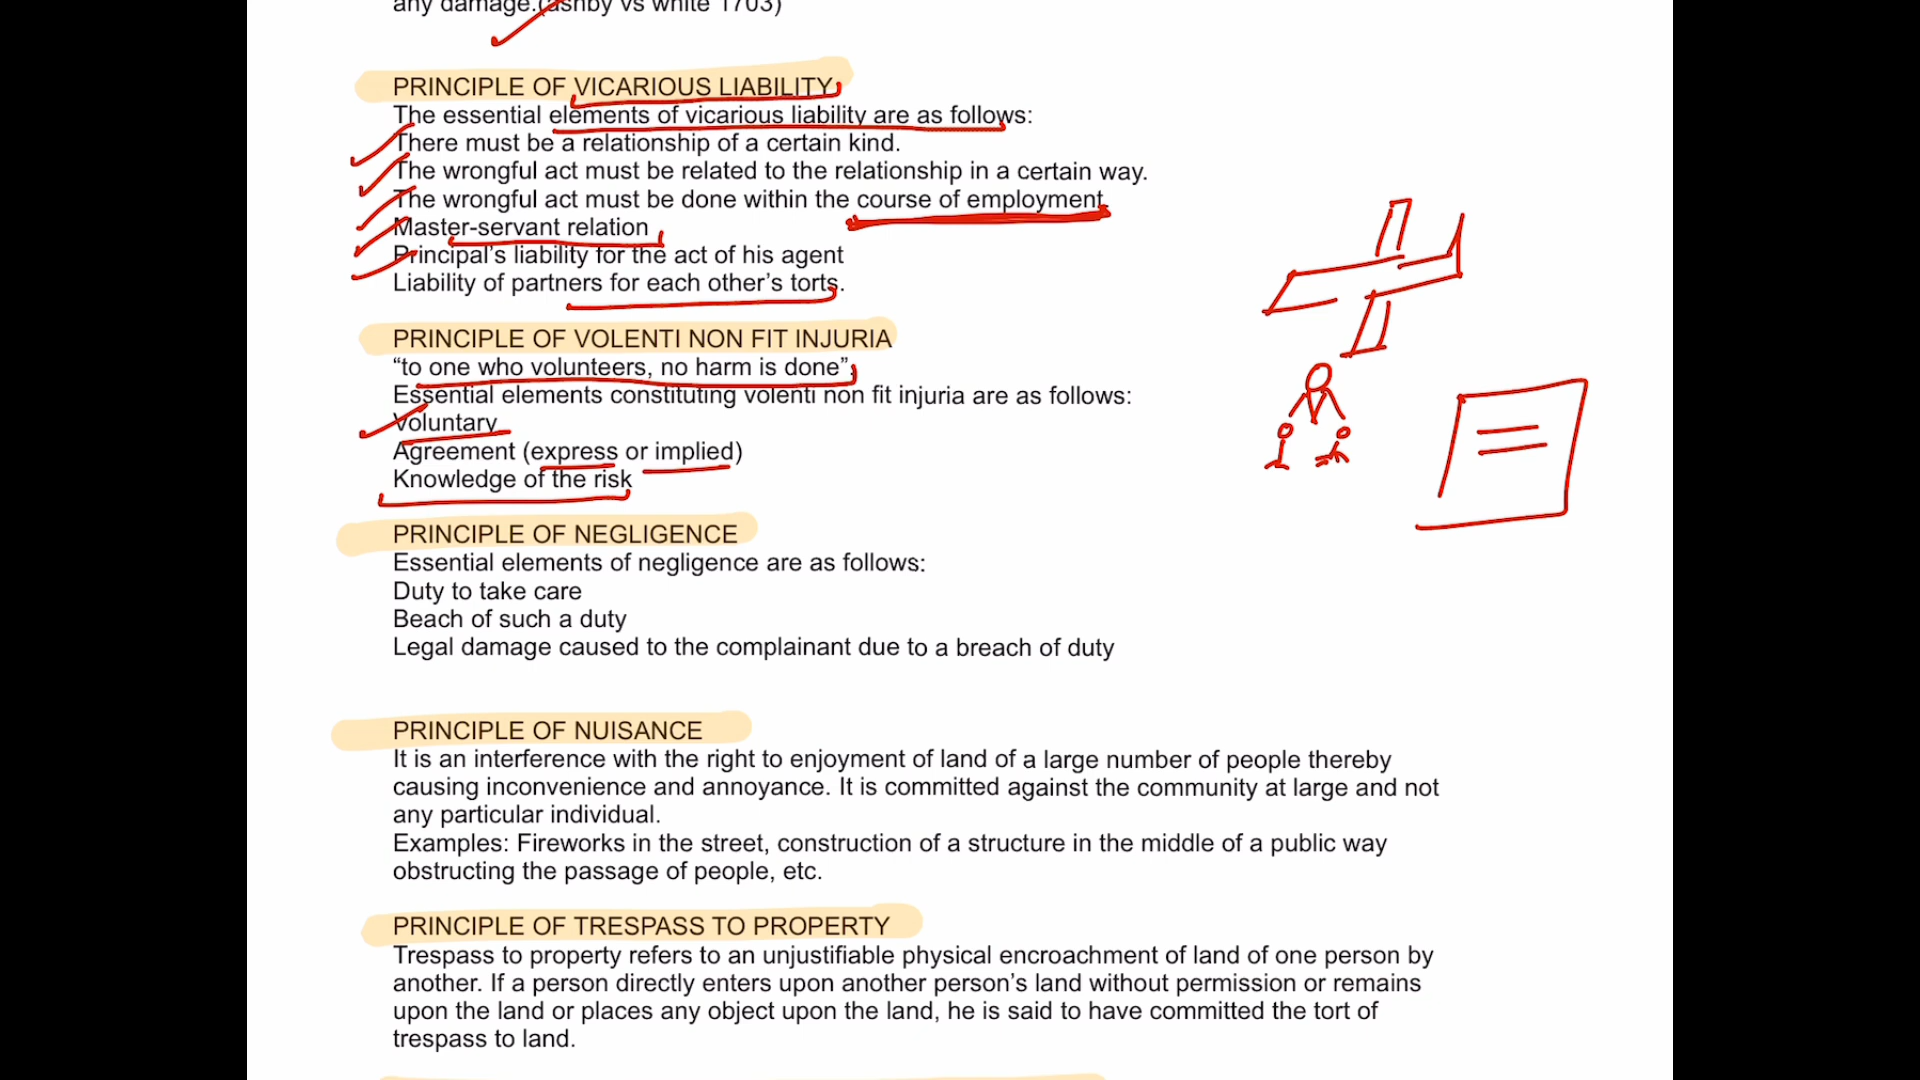 any damage.(ashby vs white 1703)
PRINCIPLE OF VICARIOUS LIABILITY
The essential elements of vicarious liability are as follows:
There must be a relationship of a certain kind.
The wrongful act must be related to the relationship in a certain way.
The wrongful act must be done within the course of employment.
Master-servant relation
Principal’s liability for the act of his agent
Liability of partners for each other’s torts.
PRINCIPLE OF VOLENTI NON FIT INJURIA
“to one who volunteers, no harm is done”.
Essential elements constituting volenti non fit injuria are as follows:
Voluntary
Agreement (express or implied)
Knowledge of the risk
PRINCIPLE OF NEGLIGENCE
Essential elements of negligence are as follows:
Duty to take care
Beach of such a duty
Legal damage caused to the complainant due to a breach of duty
PRINCIPLE OF NUISANCE
It is an interference with the right to enjoyment of land of a large number of people thereby
causing inconvenience and annoyance. It is committed against the community at large and not
any particular individual.
Examples: Fireworks in the street, construction of a structure in the middle of a public way
obstructing the passage of people, etc.
PRINCIPLE OF TRESPASS TO PROPERTY
Trespass to property refers to an unjustifiable physical encroachment of land of one person by
another. If a person directly enters upon another person’s land without permission or remains
upon the land or places any object upon the land, he is said to have committed the tort of
trespass to land.